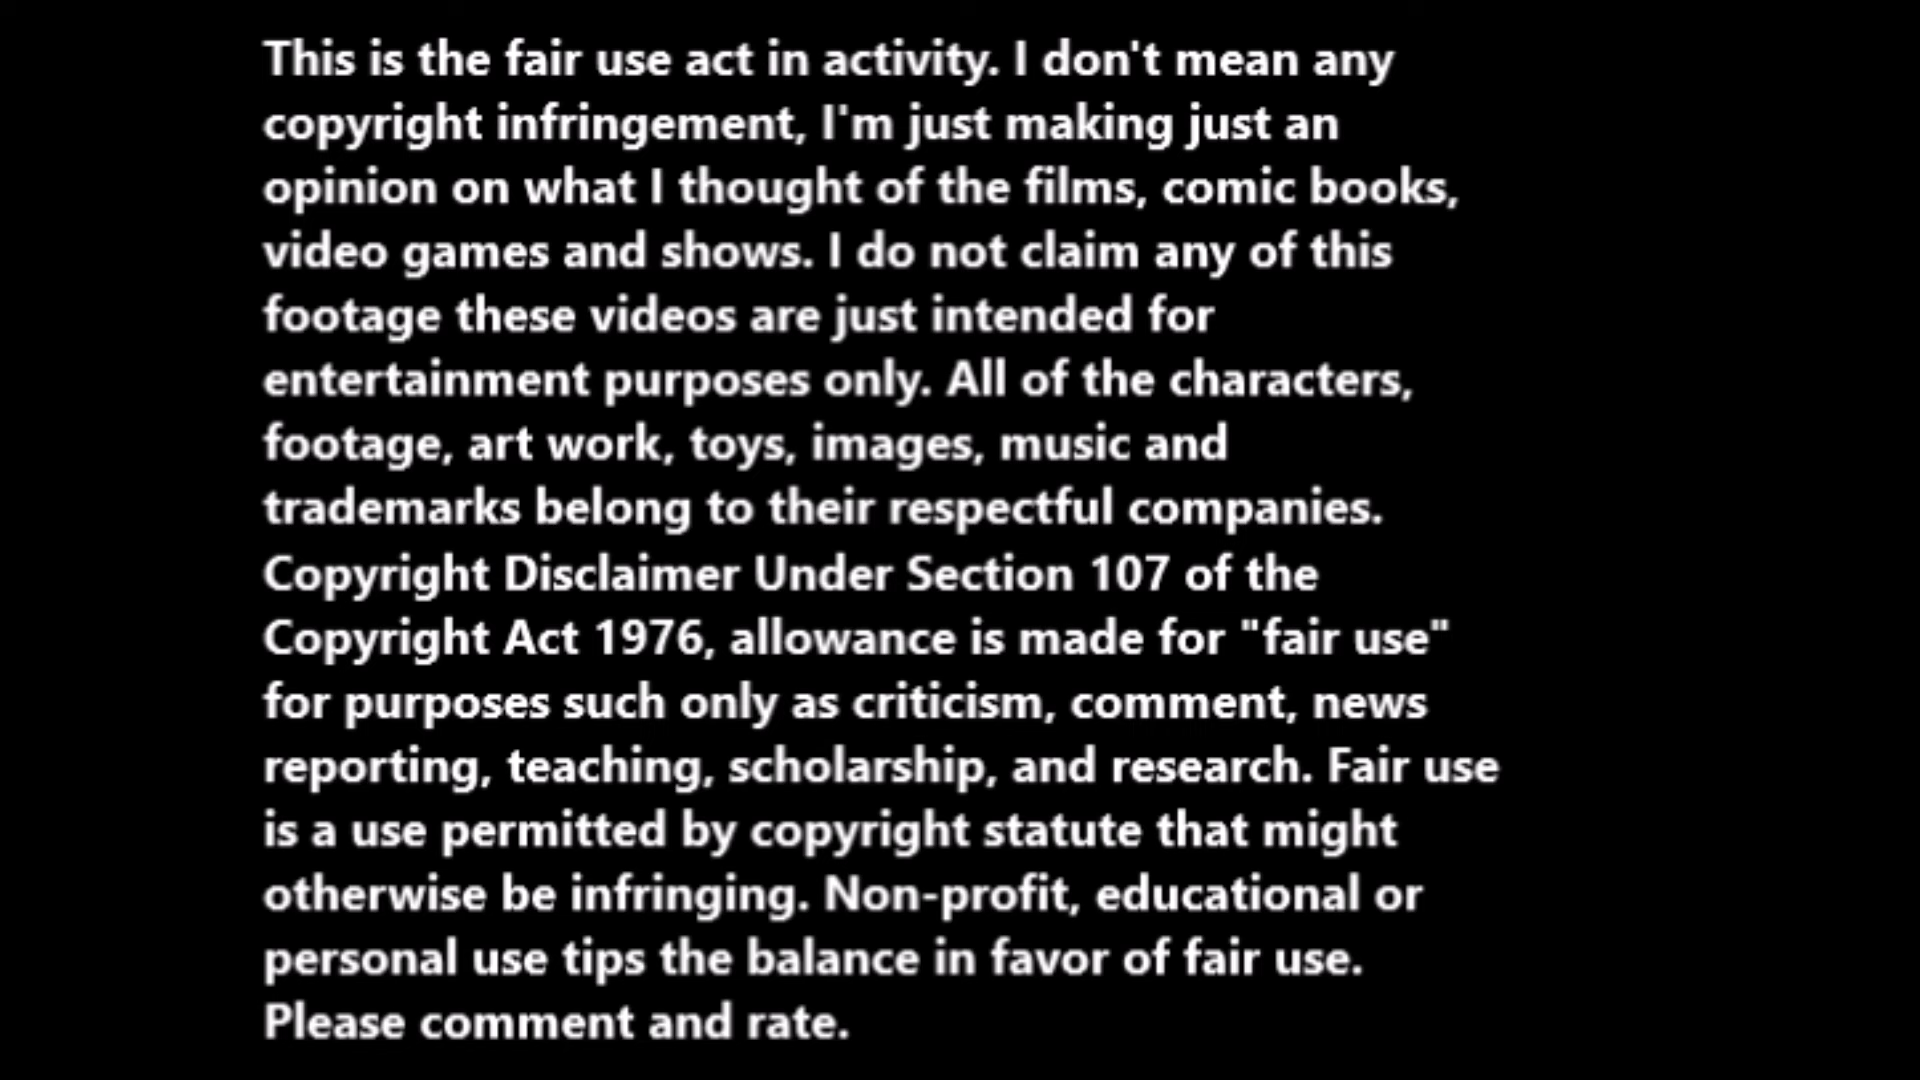 This is the fair use act in activity. I don't mean any
copyright infringement, I'm just making just an
opinion on what I thought of the films, comic books,
video games and shows. I do not claim any of this
footage these videos are just intended for
entertainment purposes only. All of the characters,
footage, art work, toys, images, music and
trademarks belong to their respectful companies.
Copyright Disclaimer Under Section 107 of the
Copyright Act 1976, allowance is made for "fair use"
for purposes such only as criticism, comment, news
reporting, teaching, scholarship, and research. Fair use
is a use permitted by copyright statute that might
otherwise be infringing. Non-profit, educational or
personal use tips the balance in favor of fair use.
Please comment and rate.